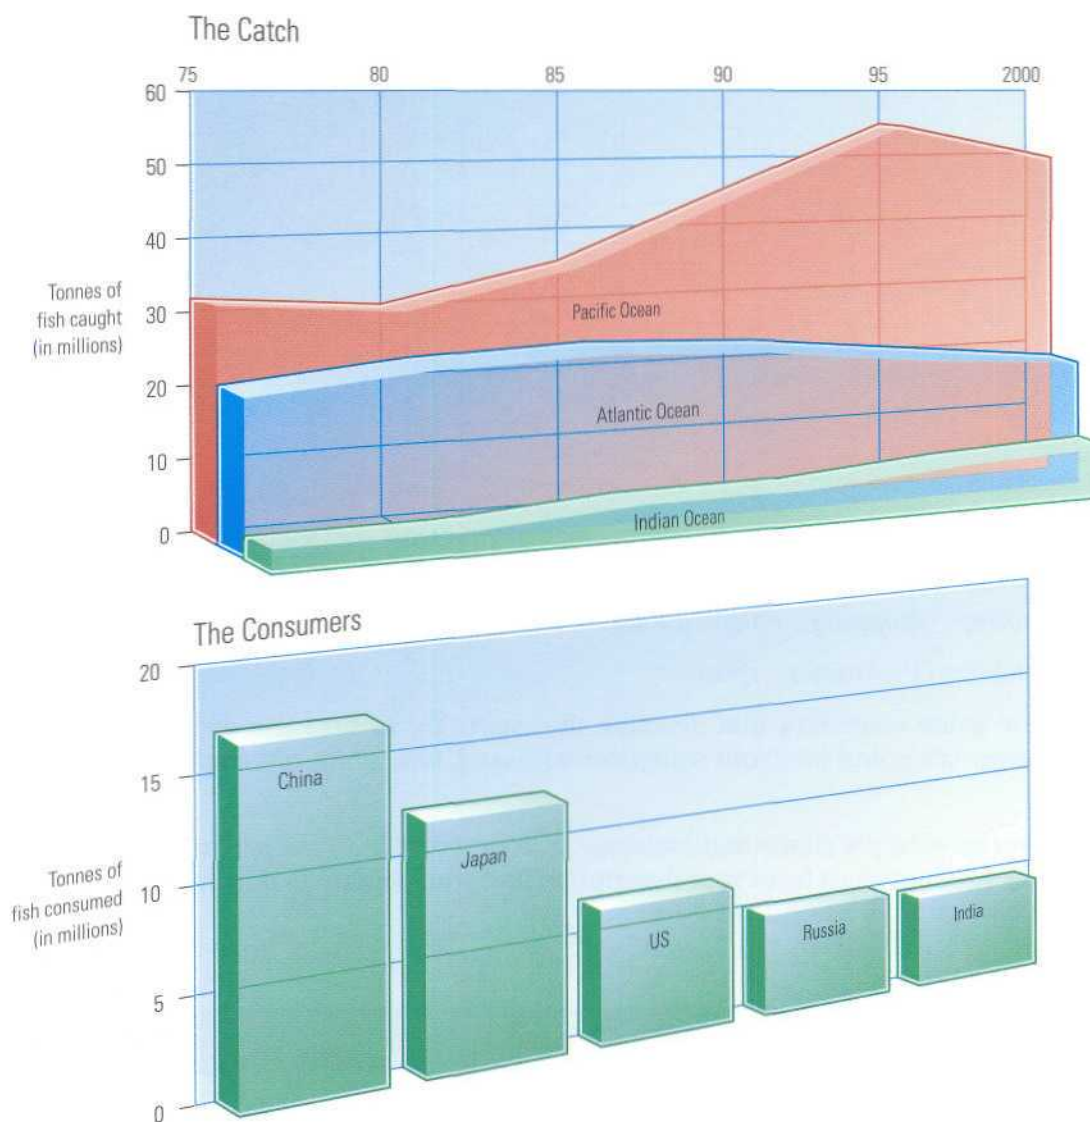 The Catch
75 80 85 90 95 2000
60
50
40
Tonnes of
fish caught
(in millions)
30
20
10
0
Pacific Ocean
Atlantic Ocean
Indian Ocean
The Consumers
20
15
10
Tonnes of
fish consumed
(in millions)
5
0
China
Japan
US
Russia
India